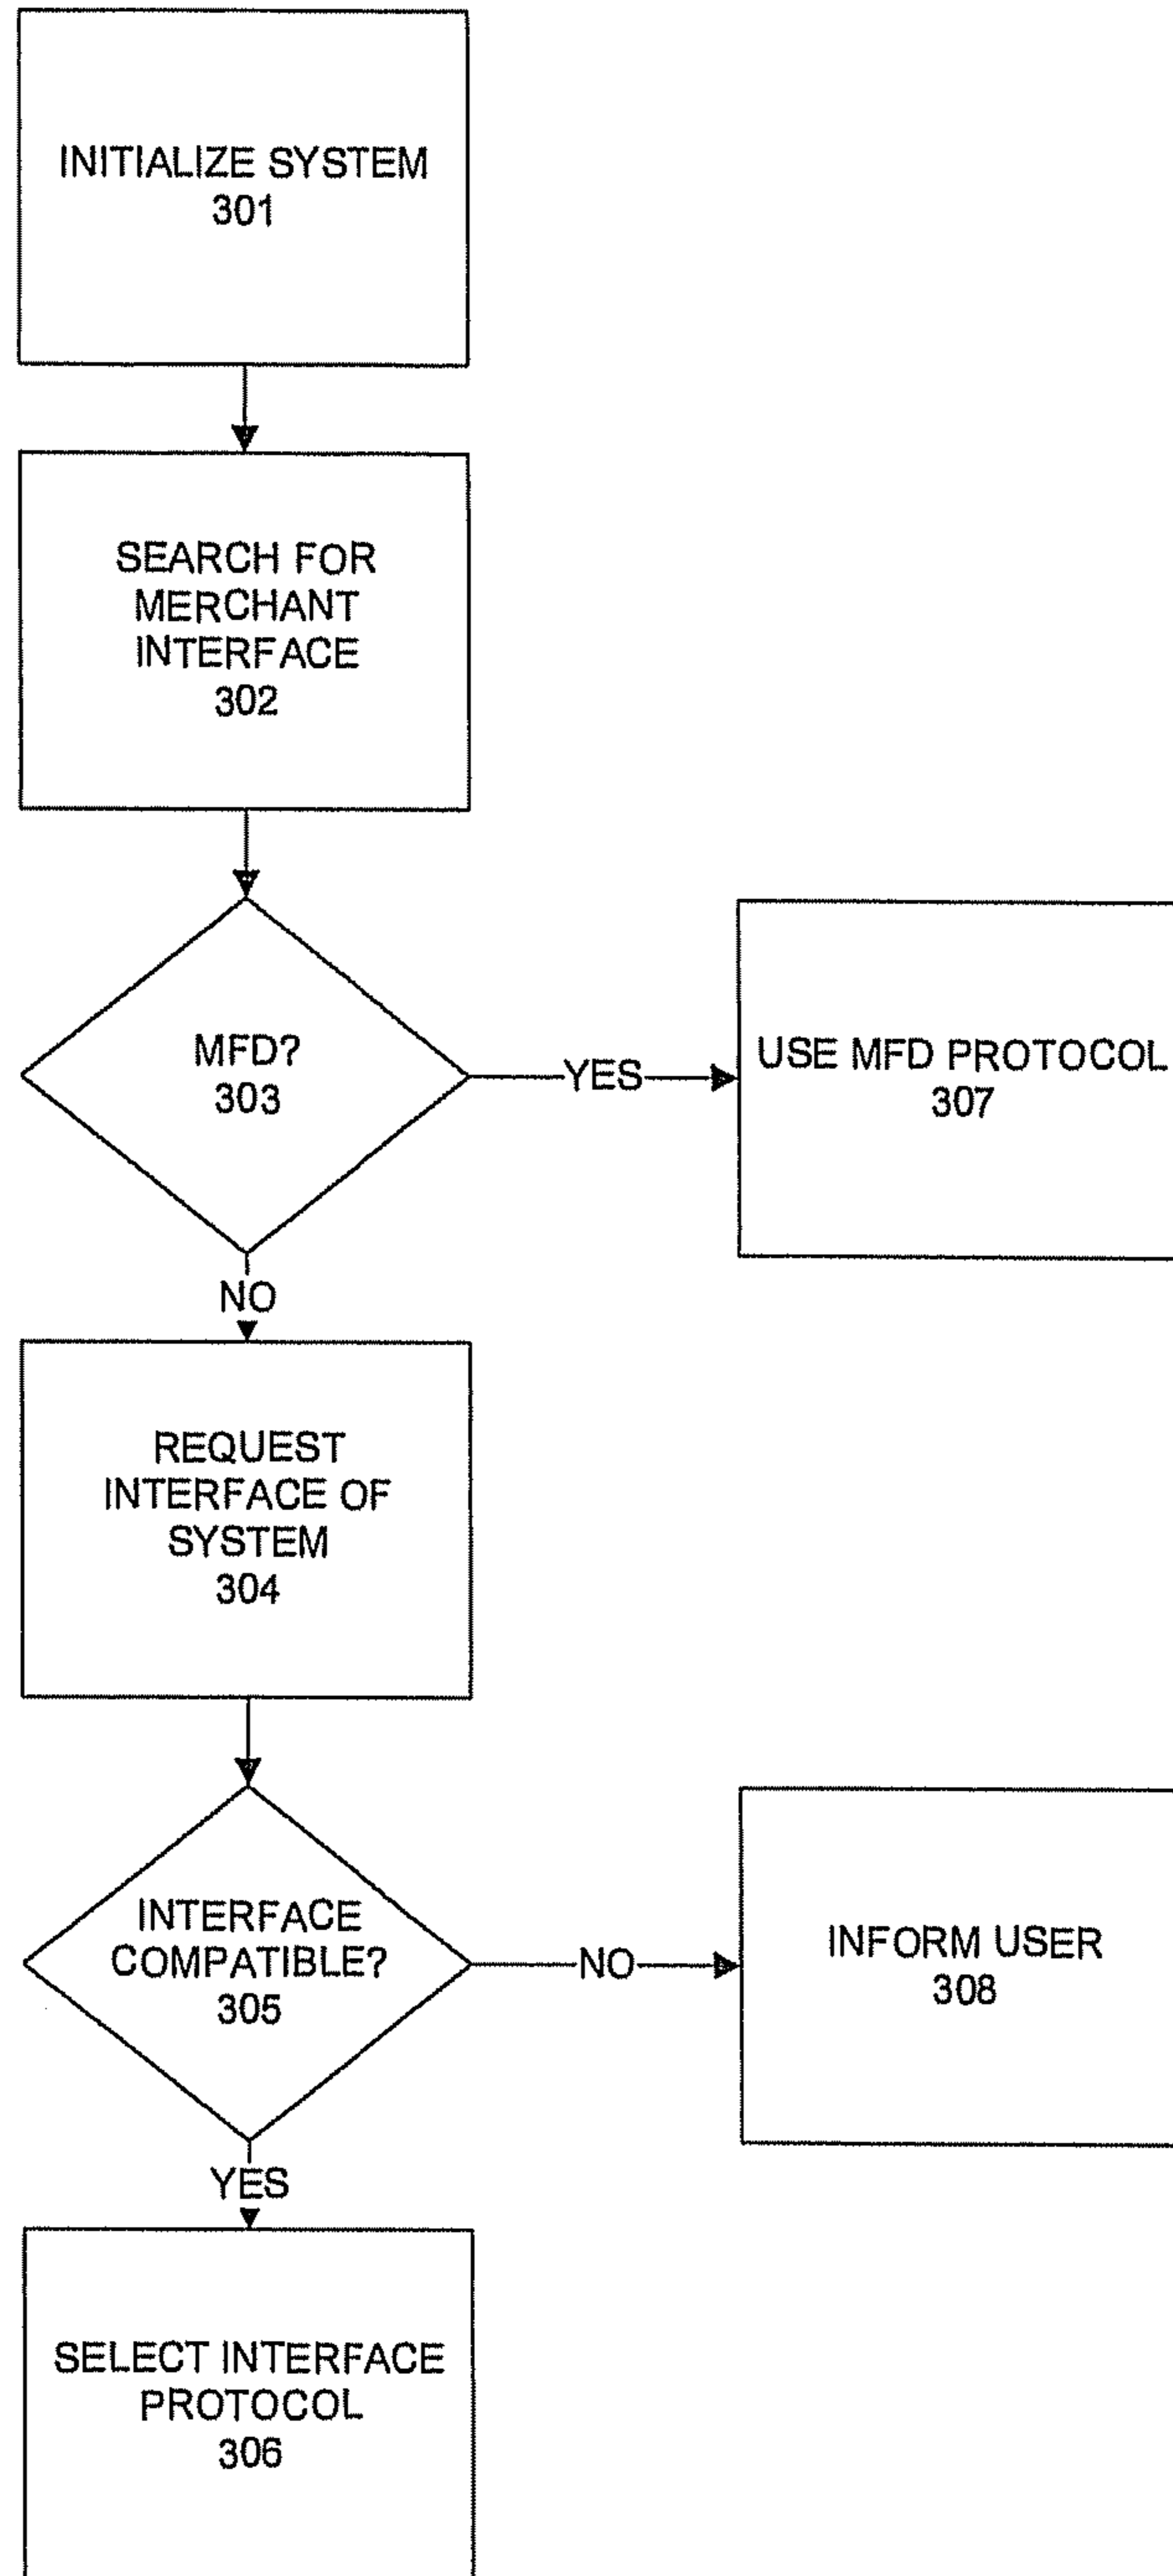 INITIALIZE SYSTEM
301
SEARCH FOR
MERCHANT
INTERFACE
302
MFD?
303
YES
USE MFD PROTOCOL
307
NO
REQUEST
INTERFACE OF
SYSTEM
304
INTERFACE
COMPATIBLE?
305
NO
INFORM USER
308
YES
SELECT INTERFACE
PROTOCOL
306